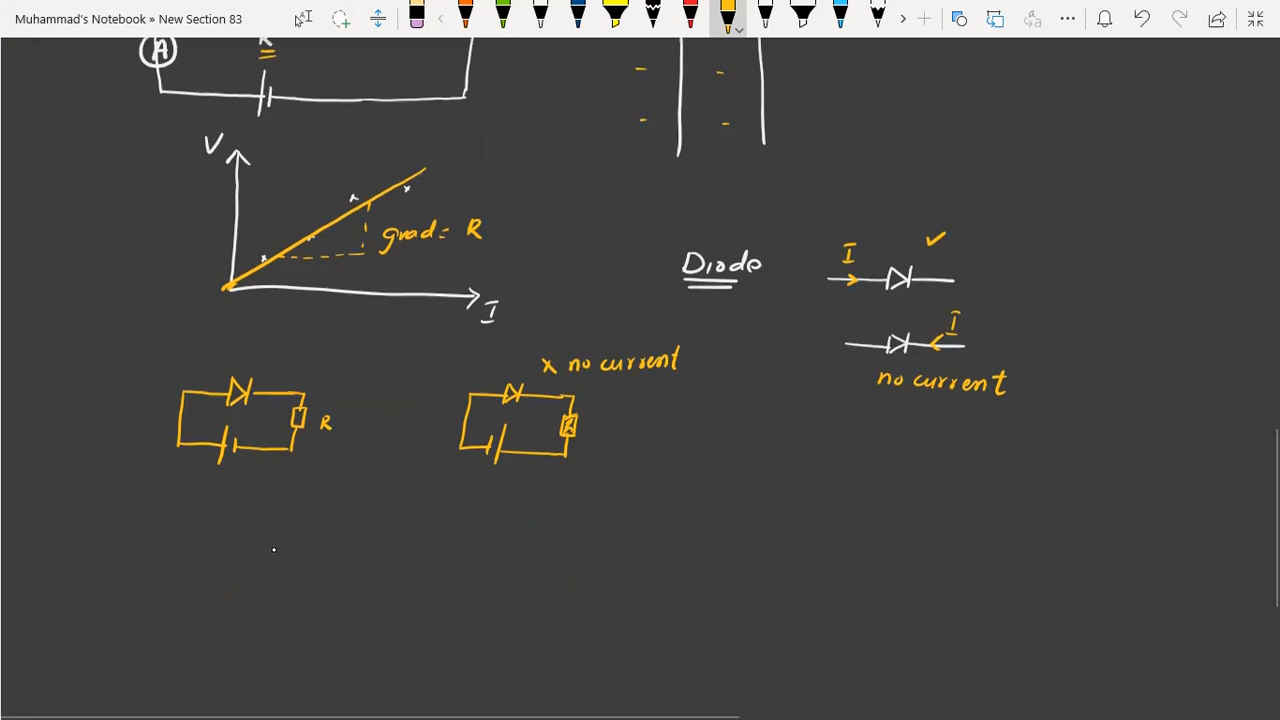 Muhammad's Notebook » New Section 83
A
R
V
grad = R
I
Diode
I
I
no current
x no current
R
R